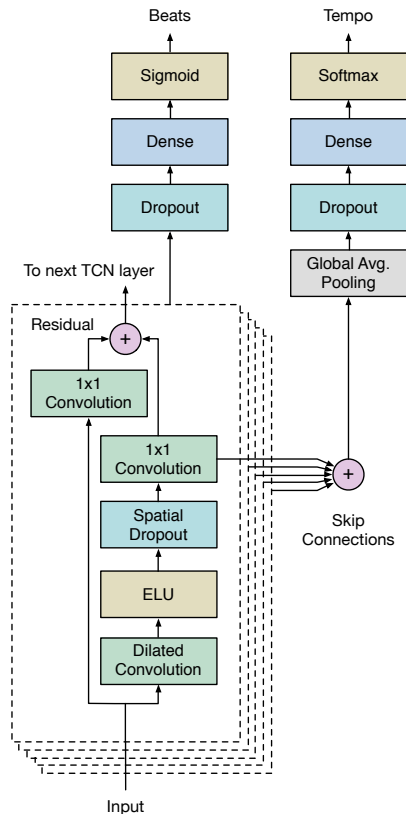 Beats
Tempo
Sigmoid
Softmax
Dense
Dense
Dropout
Dropout
Global Avg.
Pooling
To next TCN layer
Residual
+
1x1
Convolution
1x1
Convolution
+
Spatial
Dropout
Skip
Connections
ELU
Dilated
Convolution
Input